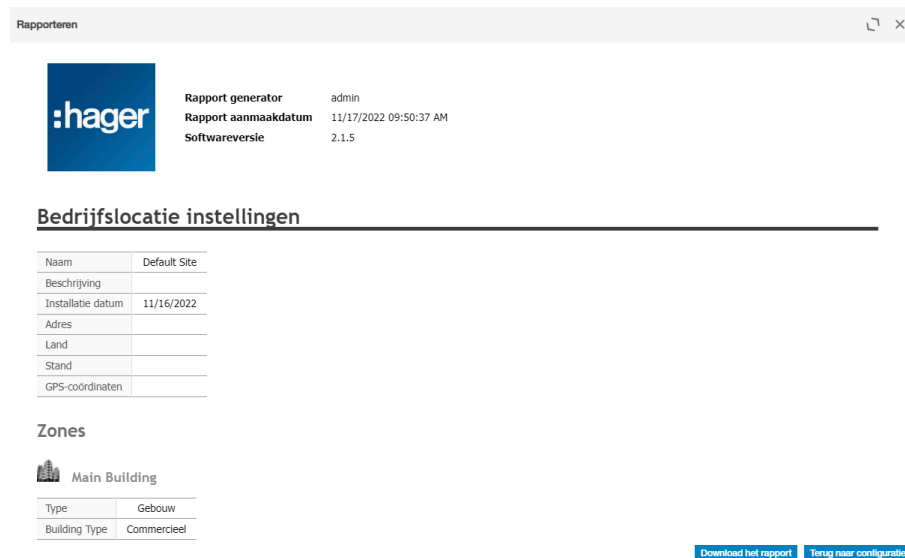 Rapporteren
:hager
Rapport generator admin
Rapport aanmaakdatum 11/17/2022 09:50:37 AM
Softwareversie 2.1.5
Bedrijfslocatie instellingen
Naam Default Site
Beschrijving
Installatie datum 11/16/2022
Adres
Land
Stand
GPS-coördinaten
Zones
Main Building
Type Gebouw
Building Type Commercieel
Download het rapport Terug naar configuratie